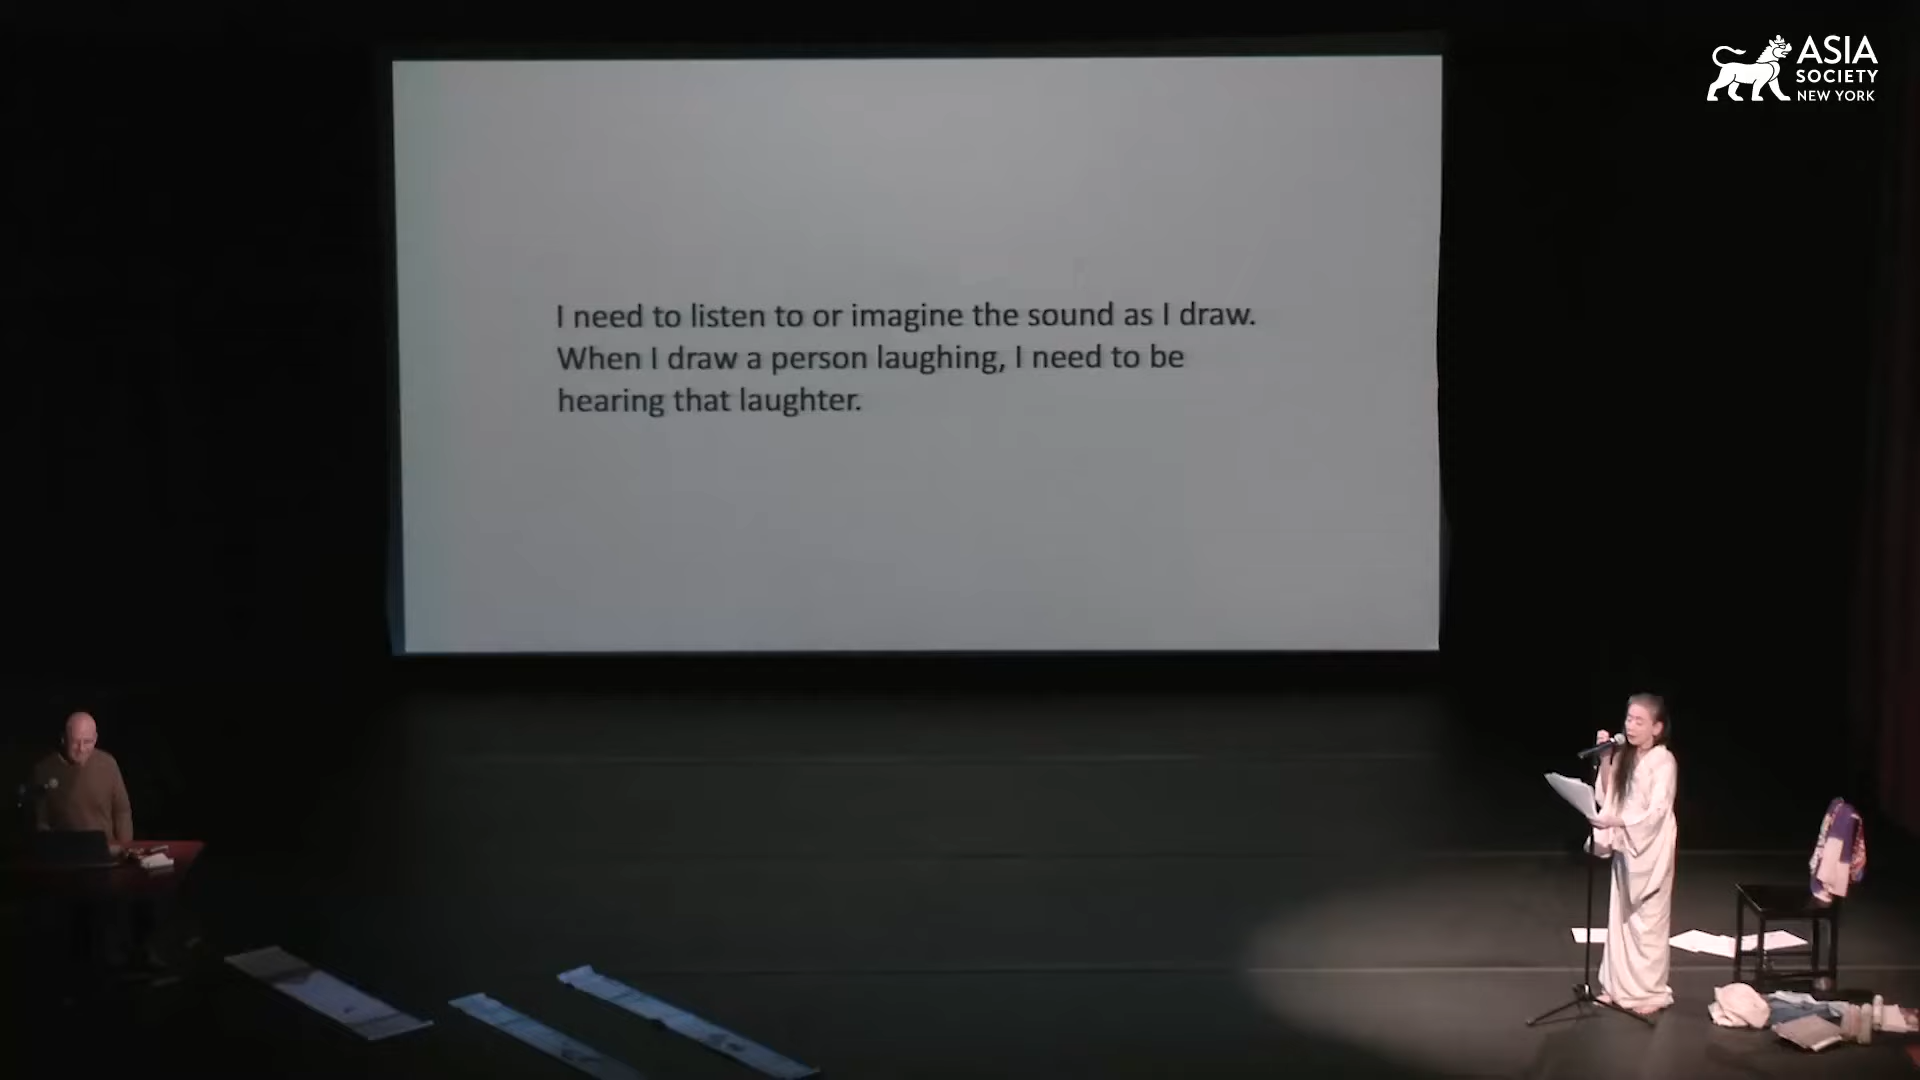 ASIA
SOCIETY
NEW YORK
I need to listen to or imagine the sound as I draw.
When I draw a person laughing, I need to be
hearing that laughter.